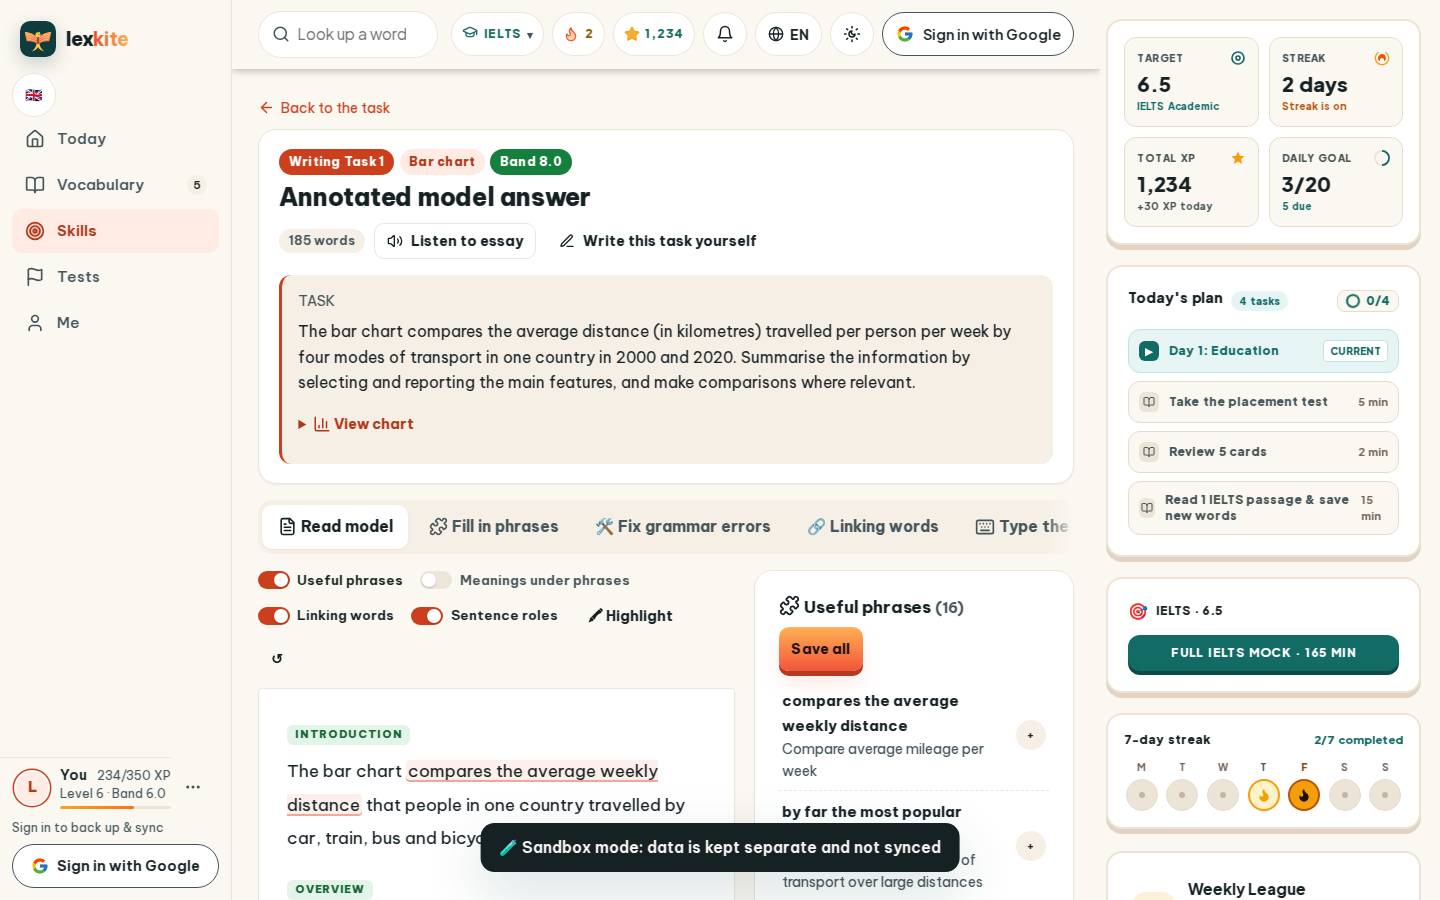 lexkite
Today
Vocabulary 5
Skills
Tests
Me
L
You 234/350 XP
Level 6 · Band 6.0
Sign in to back up & sync
Sign in with Google
Look up a word
IELTS ▾
2
1,234
EN
Sign in with Google
← Back to the task
Writing Task 1
Bar chart
Band 8.0
Annotated model answer
185 words
Listen to essay
Write this task yourself
TASK
The bar chart compares the average distance (in kilometres) travelled per person per week by
four modes of transport in one country in 2000 and 2020. Summarise the information by
selecting and reporting the main features, and make comparisons where relevant.
View chart
Read model
Fill in phrases
Fix grammar errors
Linking words
Type the
Useful phrases
Meanings under phrases
Linking words
Sentence roles
Highlight
↺
INTRODUCTION
The bar chart compares the average weekly
distance that people in one country travelled by
car, train, bus and bicyc
OVERVIEW
Useful phrases (16)
Save all
compares the average
weekly distance
Compare average mileage per
week
+
by far the most popular
of
transport over large distances
+
Sandbox mode: data is kept separate and not synced
TARGET
6.5
IELTS Academic
STREAK
2 days
Streak is on
TOTAL XP
1,234
+30 XP today
DAILY GOAL
3/20
5 due
Today's plan
4 tasks
0/4
Day 1: Education
CURRENT
Take the placement test
5 min
Review 5 cards
2 min
Read 1 IELTS passage & save
new words
15
min
IELTS · 6.5
FULL IELTS MOCK · 165 MIN
7-day streak
2/7 completed
M T W T F S S
Weekly League